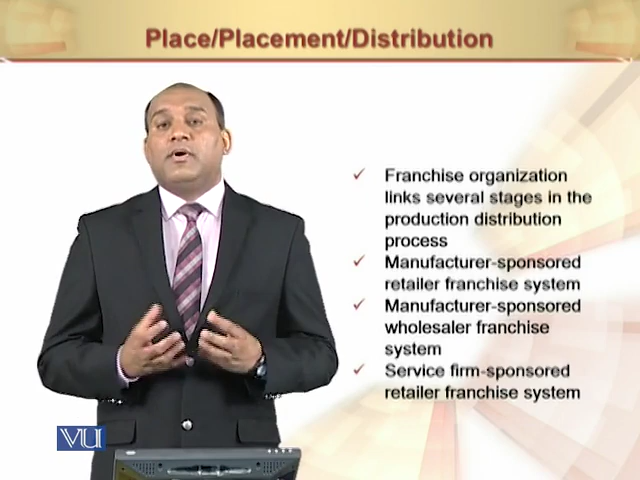 Place/Placement/Distribution
Franchise organization
links several stages in the
production distribution
process
Manufacturer-sponsored
retailer franchise system
Manufacturer-sponsored
wholesaler franchise
system
Service firm-sponsored
retailer franchise system
VU